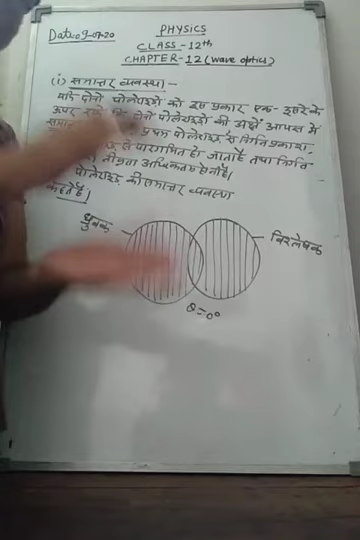 Date:-09-07-20
PHYSICS
CLASS-12th
CHAPTER-12 (wave optics)
(i) समान्तर व्यवस्था -
यदि दोनों पोलेराइडों को इस प्रकार एक-दूसरे के
ऊपर दोनों पोलेराइडों की अक्षें आपस में
पोलेराइड से निर्गत प्रकाश
से पारगमित हो जाता है तथा निर्गत
तीव्रता अधिकतम होती है।
पोलेराइड की समान्तर व्यवस्था
कहते हैं।
ध्रुवक
विश्लेषक
θ=0°